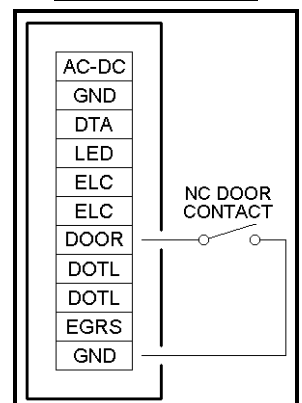 AC-DC
GND
DTA
LED
ELC
ELC
DOOR
DOTL
DOTL
EGRS
GND
NC DOOR
CONTACT